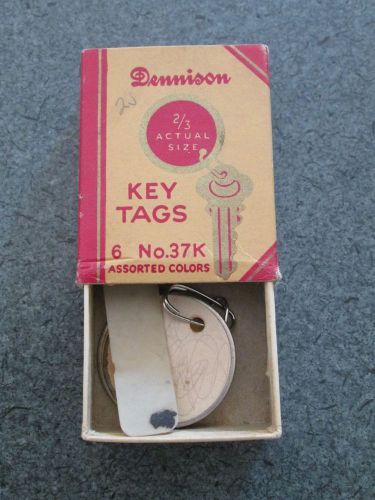 Dennison
20
2/3
ACTUAL
SIZE
KEY
TAGS
6 No.37K
ASSORTED COLORS